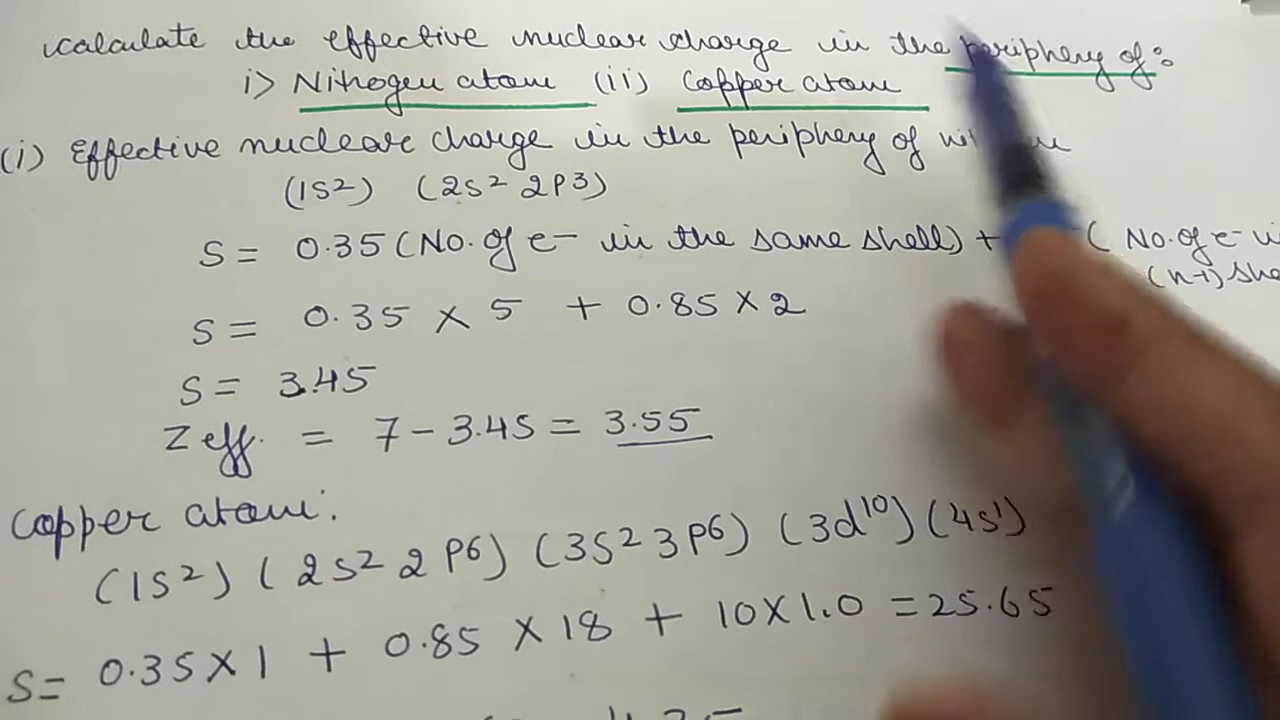 calculate the effective nuclear charge in the periphery of:
i) Nitrogen atom (ii) Copper atom
(i) Effective nuclear charge in the periphery of
(1s²) (2s² 2p3)
S = 0.35 (No. of e- in the same shell) + ( No. of e-
(n-1)
S = 0.35 × 5 + 0.85 × 2
S = 3.45
Zeff. = 7 - 3.45 = 3.55
Copper atom:
(1s²) (2s² 2p6) (3s² 3p6) (3d¹⁰) (4s¹)
S = 0.35×1 + 0.85 × 18 + 10×1.0 = 25.65